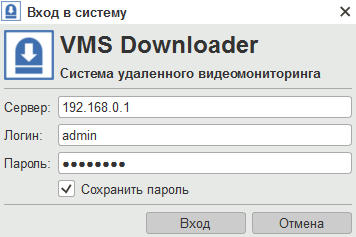 Вход в систему
VMS Downloader
Система удаленного видеомониторинга
Сервер: 192.168.0.1
Логин: admin
Пароль: ●●●●●●●●
Сохранить пароль
Вход Отмена